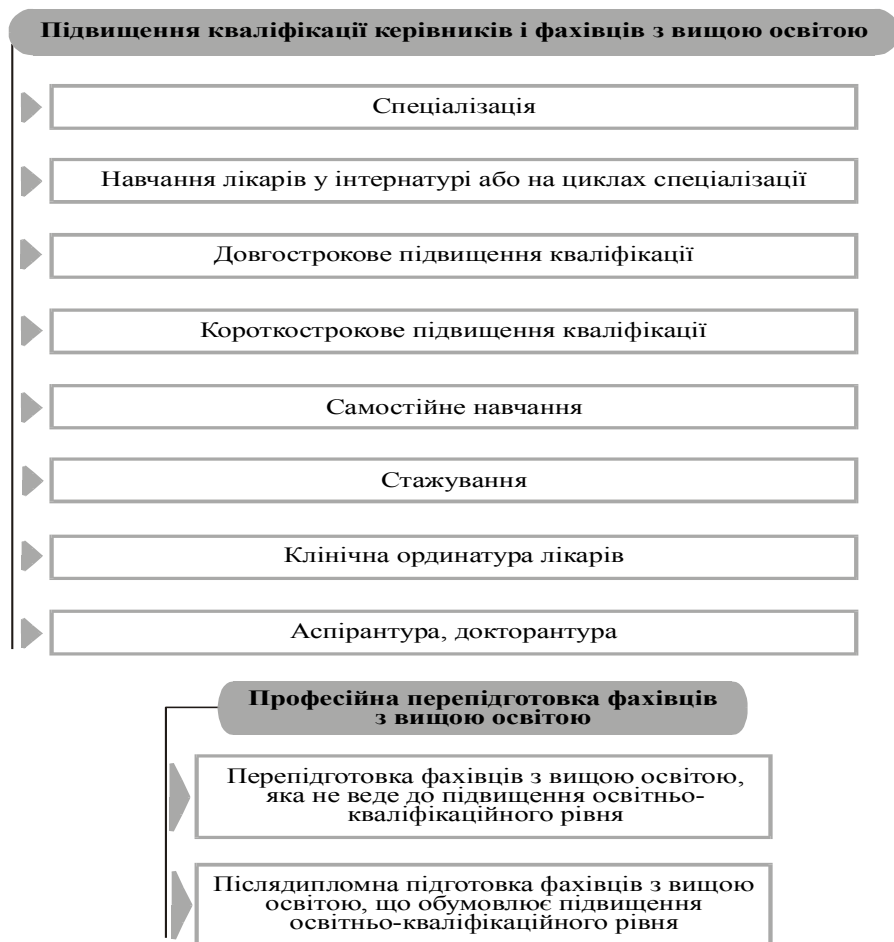 Підвищення кваліфікації керівників і фахівців з вищою освітою
Спеціалізація
Навчання лікарів у інтернатурі або на циклах спеціалізації
Довгострокове підвищення кваліфікації
Короткострокове підвищення кваліфікації
Самостійне навчання
Стажування
Клінічна ординатура лікарів
Аспірантура, докторантура
Професійна перепідготовка фахівців
з вищою освітою
Перепідготовка фахівців з вищою освітою,
яка не веде до підвищення освітньо-
кваліфікаційного рівня
Післядипломна підготовка фахівців з вищою
освітою, що обумовлює підвищення
освітньо-кваліфікаційного рівня